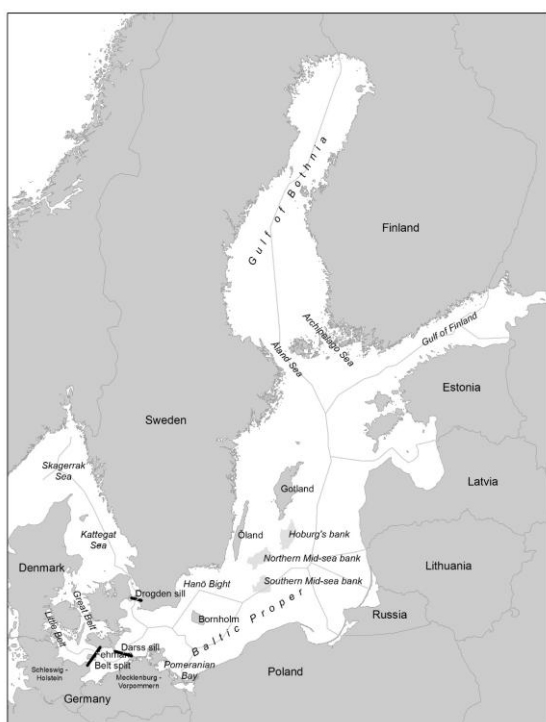 Gulf of Bothnia
Finland
Archipelago Sea
Åland Sea
Gulf of Finland
Estonia
Sweden
Skagerrak
Sea
Latvia
Gotland
Öland
Hoburg's bank
Kattegat
Sea
Northern Mid-sea bank
Lithuania
Denmark
Hanö Bight
Southern Mid-sea bank
Drogden sill
Great Belt
Little Belt
Bornholm
Baltic Proper
Russia
Darss sill
Fehmarn
Belt split
Pomeranian
Bay
Poland
Schleswig -
Holstein
Mecklenburg -
Vorpommern
Germany